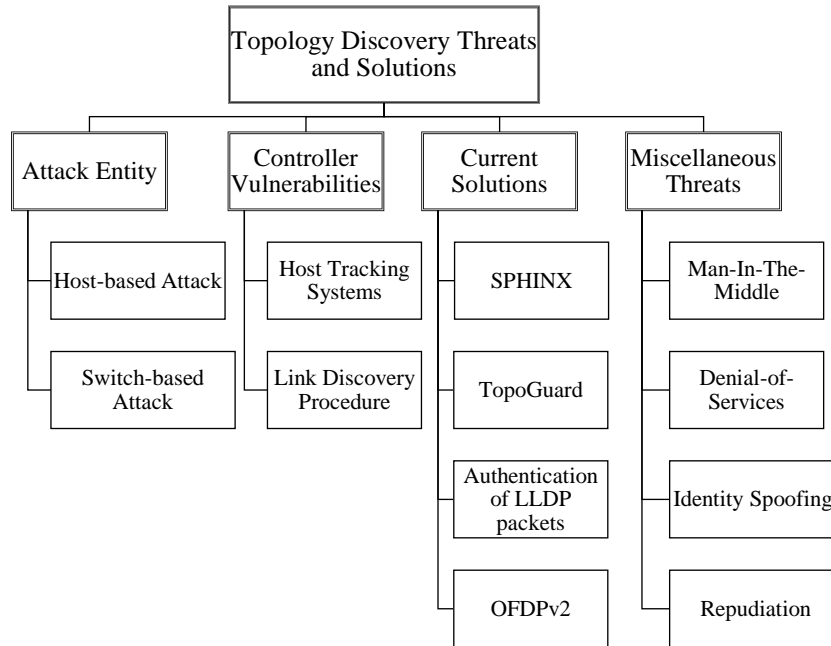 Topology Discovery Threats
and Solutions
Attack Entity
Controller
Vulnerabilities
Current
Solutions
Miscellaneous
Threats
Host-based Attack
Switch-based
Attack
Host Tracking
Systems
Link Discovery
Procedure
SPHINX
TopoGuard
Authentication
of LLDP
packets
OFDPv2
Man-In-The-
Middle
Denial-of-
Services
Identity Spoofing
Repudiation